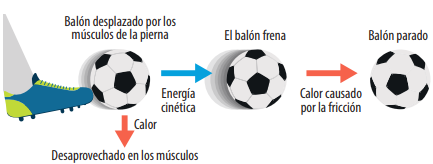 Balón desplazado por los
músculos de la pierna
El balón frena
Balón parado
Energía
cinética
Calor causado
por la fricción
Calor
Desaprovechado en los músculos